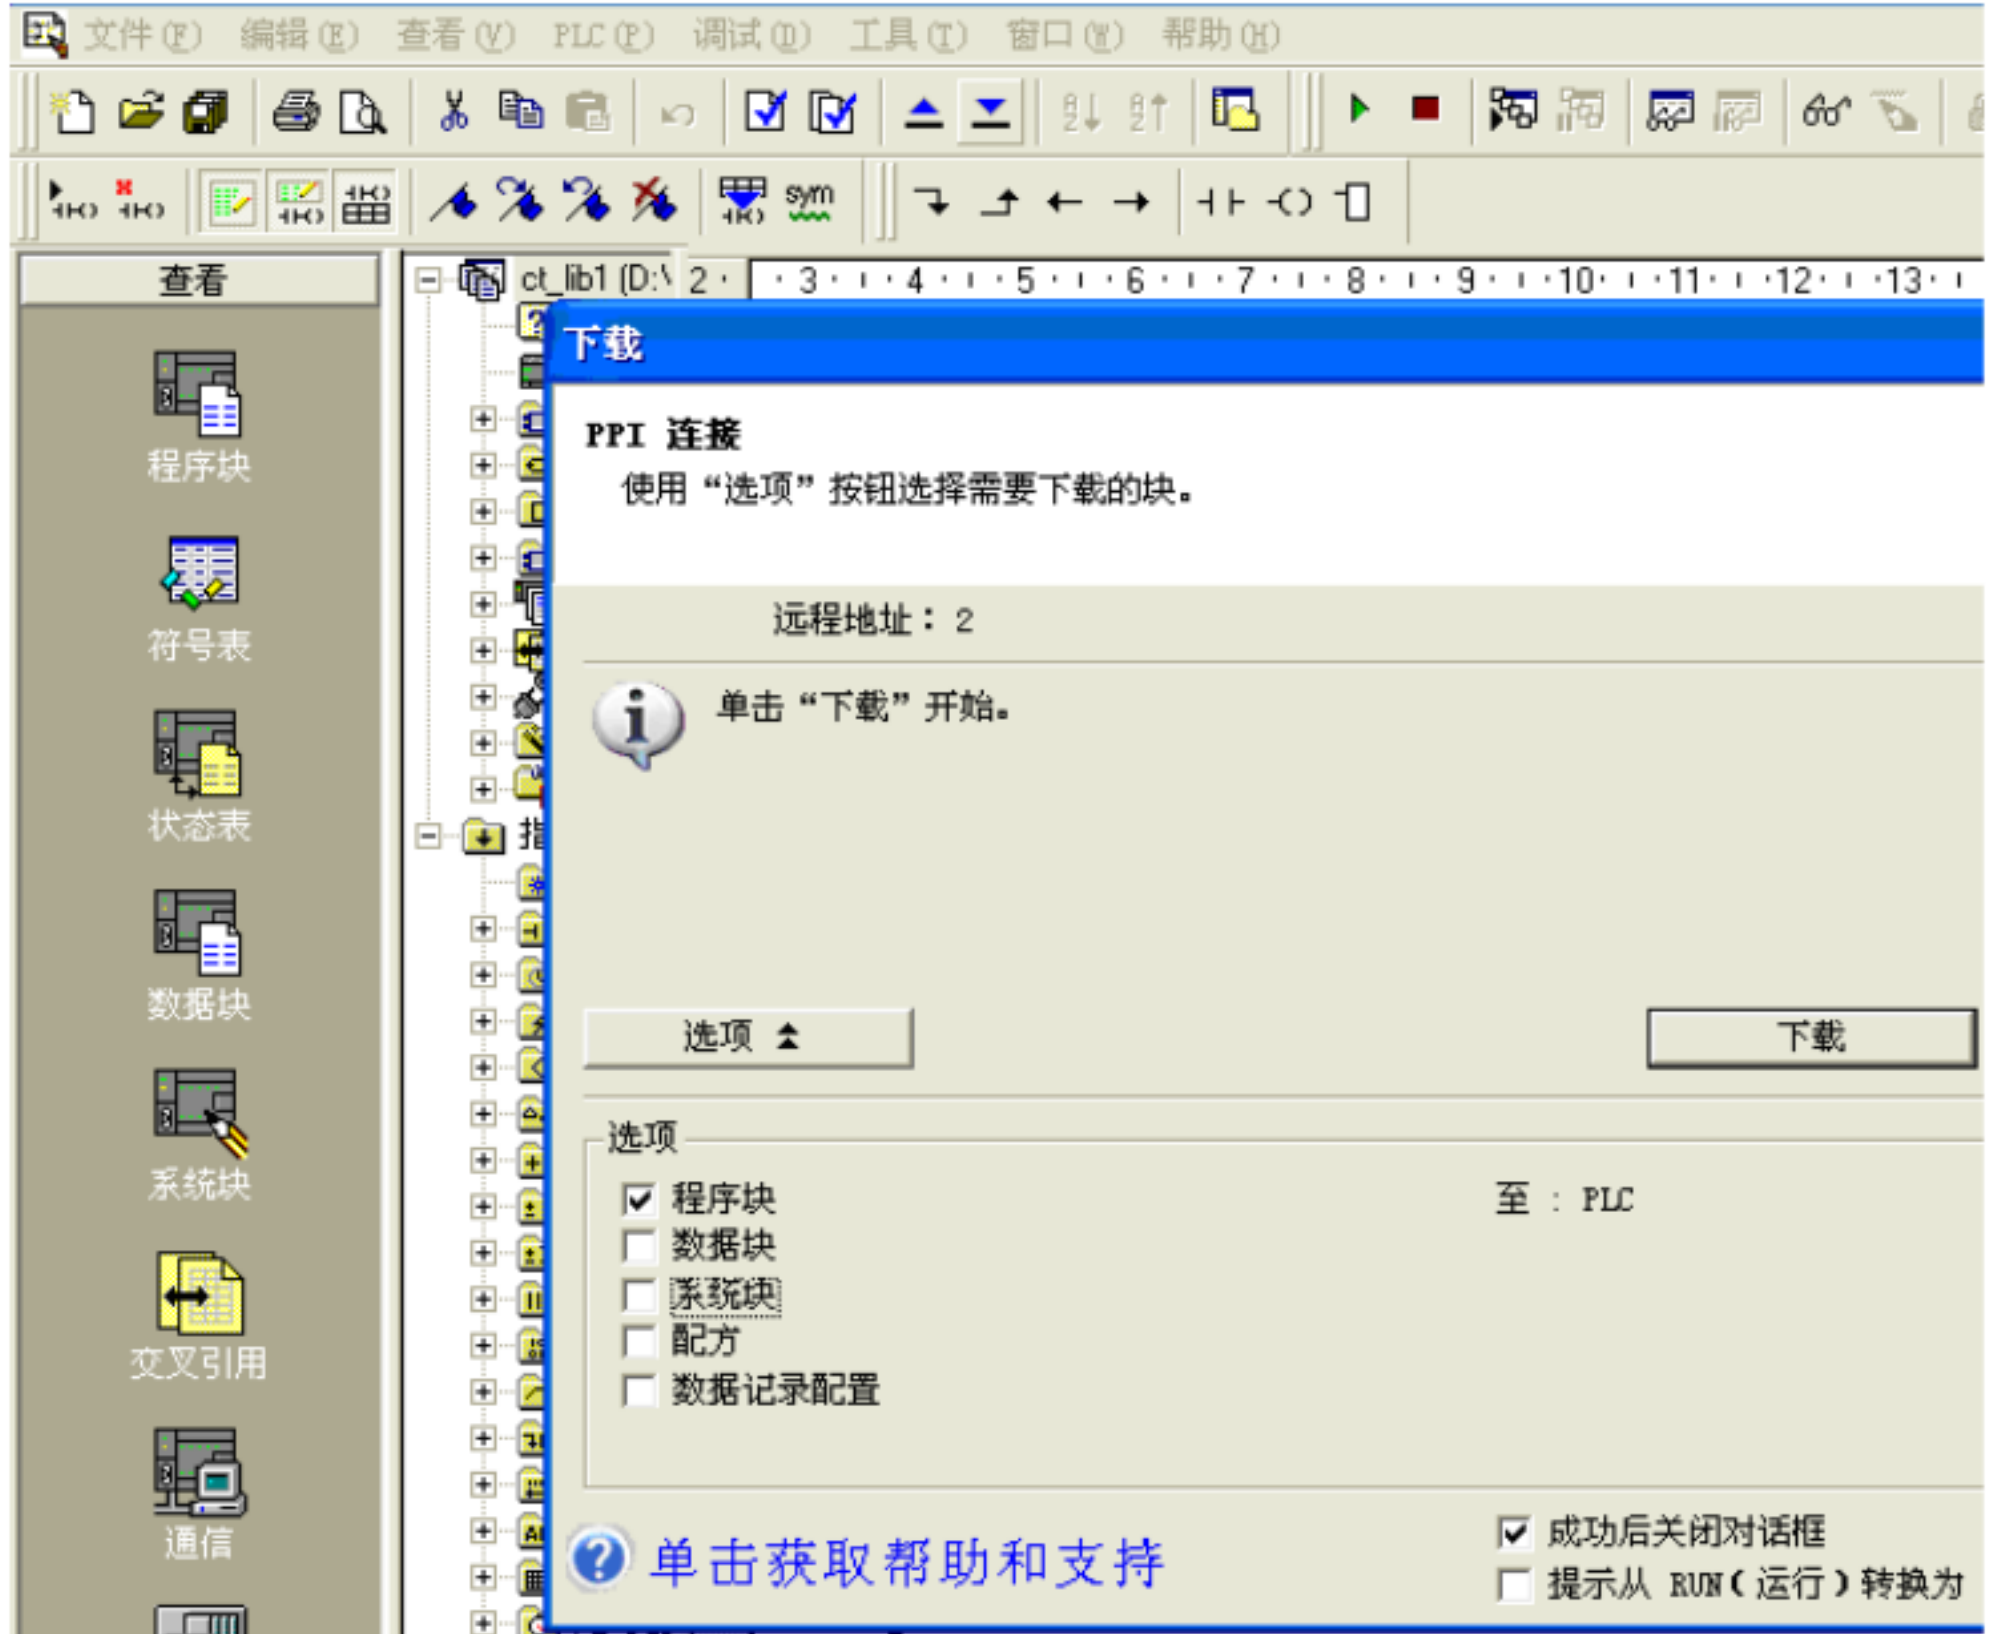 文件(F) 编辑(E) 查看(V) PLC(P) 调试(D) 工具(T) 窗口(W) 帮助(H)
sym
查看
程序块
符号表
状态表
数据块
系统块
交叉引用
通信
ct_lib1 (D:\
2 · 3 · 4 · 5 · 6 · 7 · 8 · 9 · 10 · 11 · 12 · 13
指
下载
PPI 连接
使用“选项”按钮选择需要下载的块。
远程地址：2
单击“下载”开始。
选项
下载
选项
程序块
至 : PLC
数据块
系统块
配方
数据记录配置
单击获取帮助和支持
成功后关闭对话框
提示从 RUN(运行)转换为